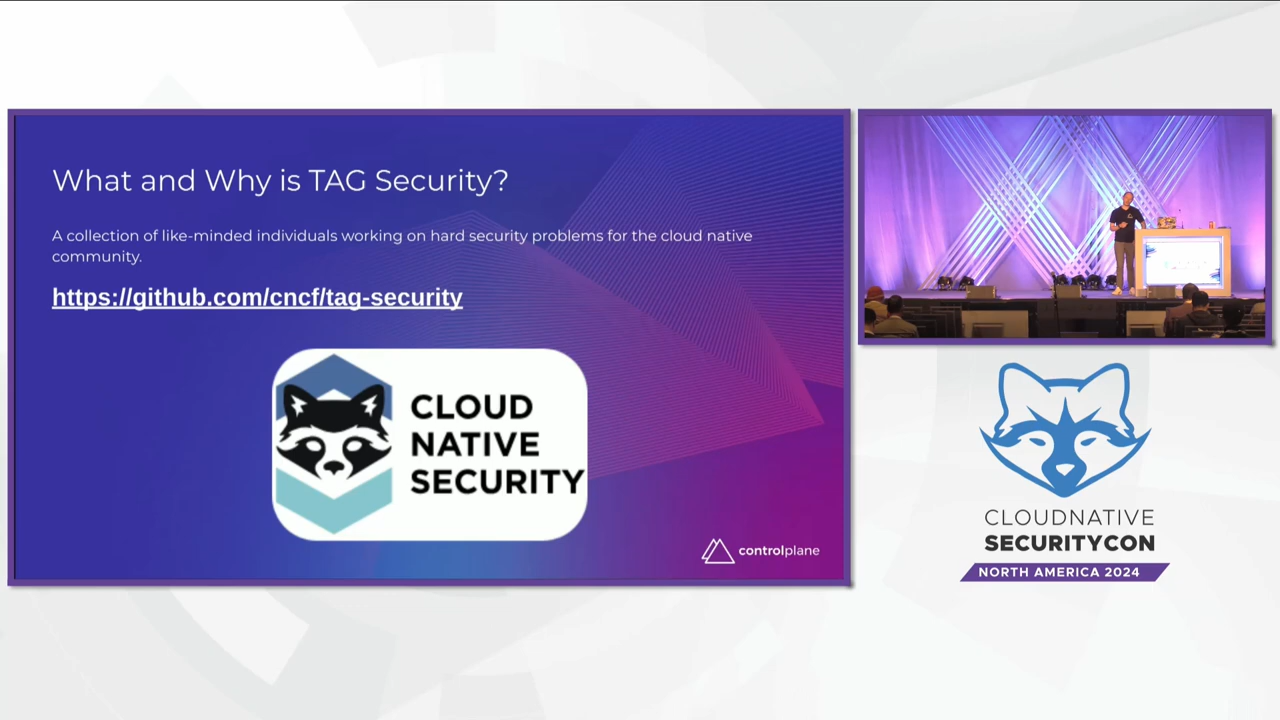 What and Why is TAG Security?
A collection of like-minded individuals working on hard security problems for the cloud native
community.
https://github.com/cncf/tag-security
CLOUD
NATIVE
SECURITY
controlplane
CLOUDNATIVE
SECURITYCON
NORTH AMERICA 2024